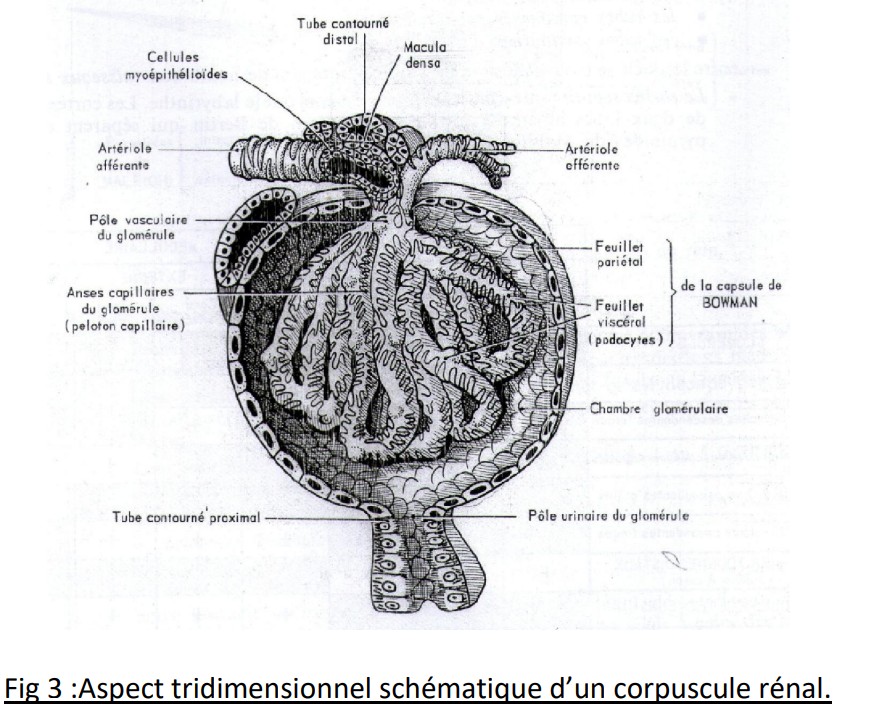 Tube contourné
distal
Macula
densa
Cellules
myoépithélioïdes
Artériole
afférente
Artériole
afférente
Pôle vasculaire
du glomérule
Feuillet
pariétal
de la capsule de
BOWMAN
Anses capillaires
du glomérule
(peloton capillaire)
Feuillet
viscéral
(podocytes)
Chambre glomérulaire
Tube contourné proximal
Pôle urinaire du glomérule
Fig 3 :Aspect tridimensionnel schématique d’un corpuscule rénal.